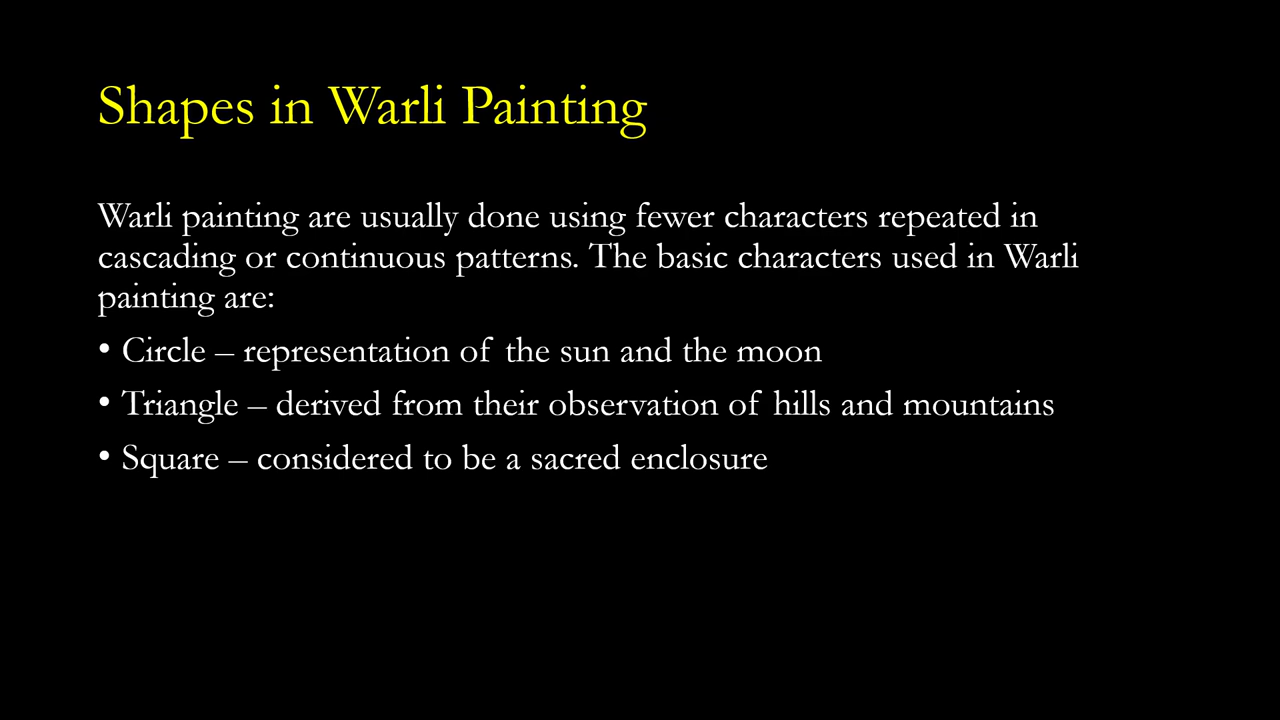 Shapes in Warli Painting
Warli painting are usually done using fewer characters repeated in
cascading or continuous patterns. The basic characters used in Warli
painting are:
• Circle – representation of the sun and the moon
• Triangle – derived from their observation of hills and mountains
• Square – considered to be a sacred enclosure